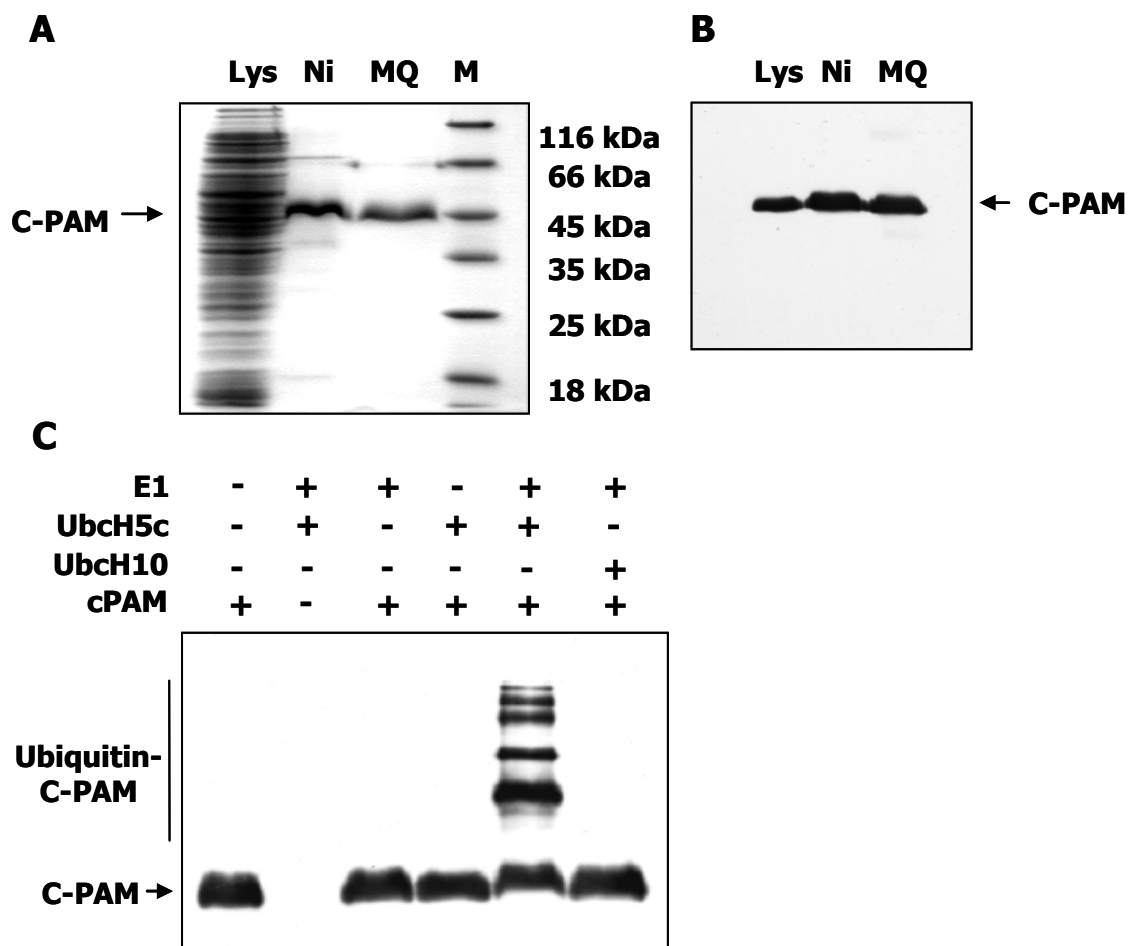 A
Lys Ni MQ M
116 kDa
66 kDa
C-PAM
45 kDa
35 kDa
25 kDa
18 kDa
B
Lys Ni MQ
C-PAM
C
E1 - + + - + +
UbcH5c - + - + + -
UbcH10 - - - - - +
cPAM + - + + + +
Ubiquitin-
C-PAM
C-PAM